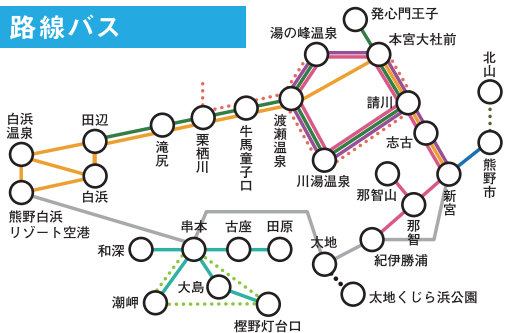 路線バス
発心門王子
湯の峰温泉
本宮大社前
北山
白浜温泉
田辺
滝尻
栗栖川
牛馬童子口
渡瀬温泉
請川
志古
川湯温泉
熊野市
新宮
那智山
那智
白浜
熊野白浜
リゾート空港
串本
古座
田原
和深
太地
紀伊勝浦
大島
潮岬
樫野灯台口
太地くじら浜公園